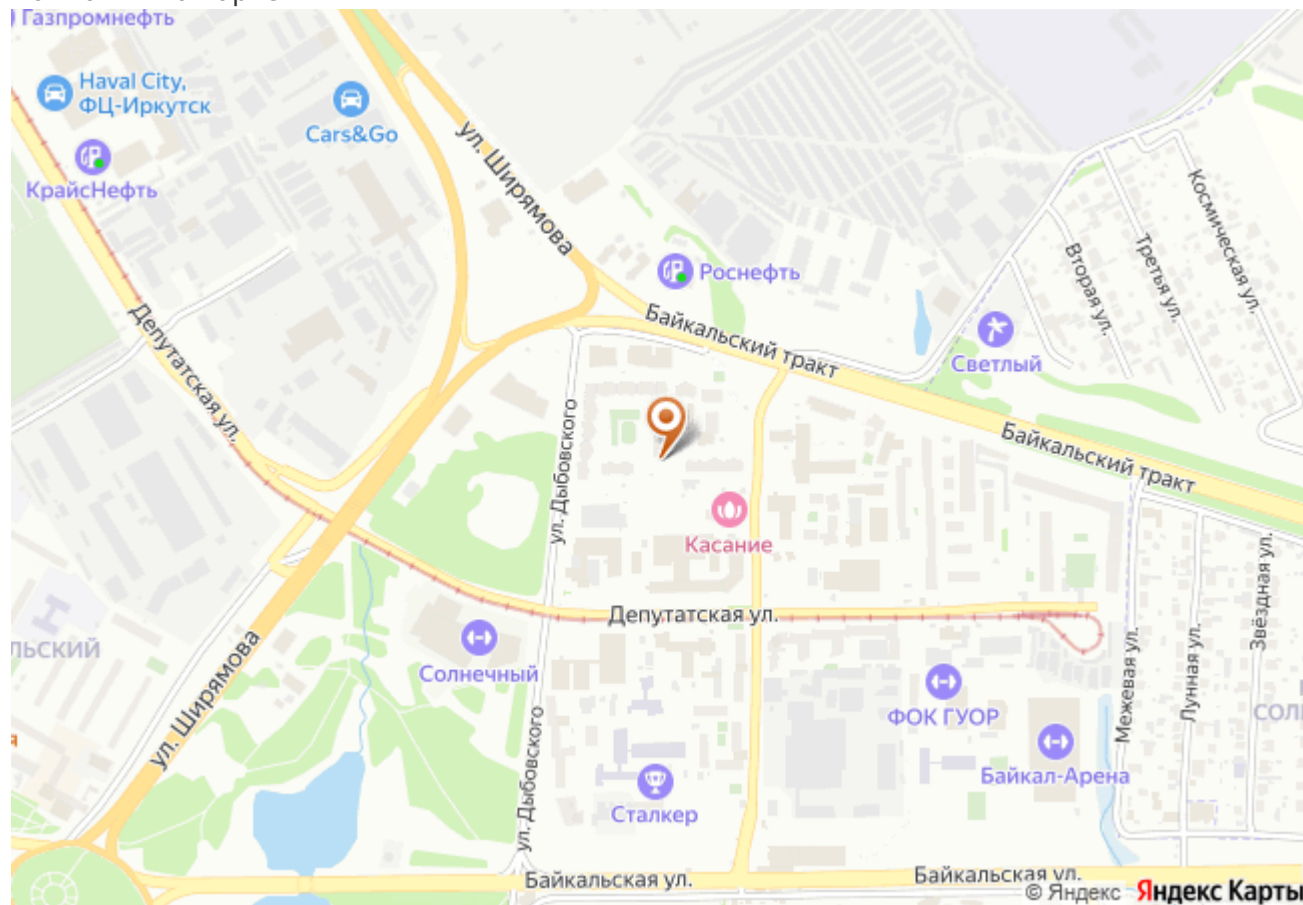 Газпромнефть
Haval City,
ФЦ-Иркутск
Cars&Go
КрайсНефть
ул. Ширямова
Роснефть
Космическая ул.
Третья ул.
Вторая ул.
Депутатская ул.
Байкальский тракт
Светлый
ул. Дыбовского
Байкальский тракт
Касание
Депутатская ул.
Звёздная ул.
ЛЬСКИЙ
Солнечный
ул. Ширямова
Межевая ул.
Лунная ул.
ФОК ГУОР
СОЛ
Байкал-Арена
ул. Дыбовского
Сталкер
я
Байкальская ул.
Байкальская ул.
© Яндекс Яндекс Карты